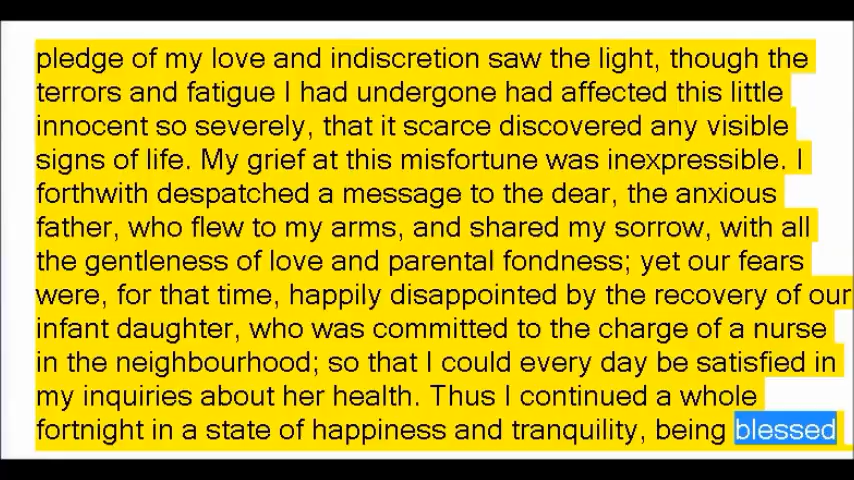 pledge of my love and indiscretion saw the light, though the
terrors and fatigue I had undergone had affected this little
innocent so severely, that it scarce discovered any visible
signs of life. My grief at this misfortune was inexpressible. I
forthwith despatched a message to the dear, the anxious
father, who flew to my arms, and shared my sorrow, with all
the gentleness of love and parental fondness; yet our fears
were, for that time, happily disappointed by the recovery of our
infant daughter, who was committed to the charge of a nurse
in the neighbourhood; so that I could every day be satisfied in
my inquiries about her health. Thus I continued a whole
fortnight in a state of happiness and tranquility, being blessed